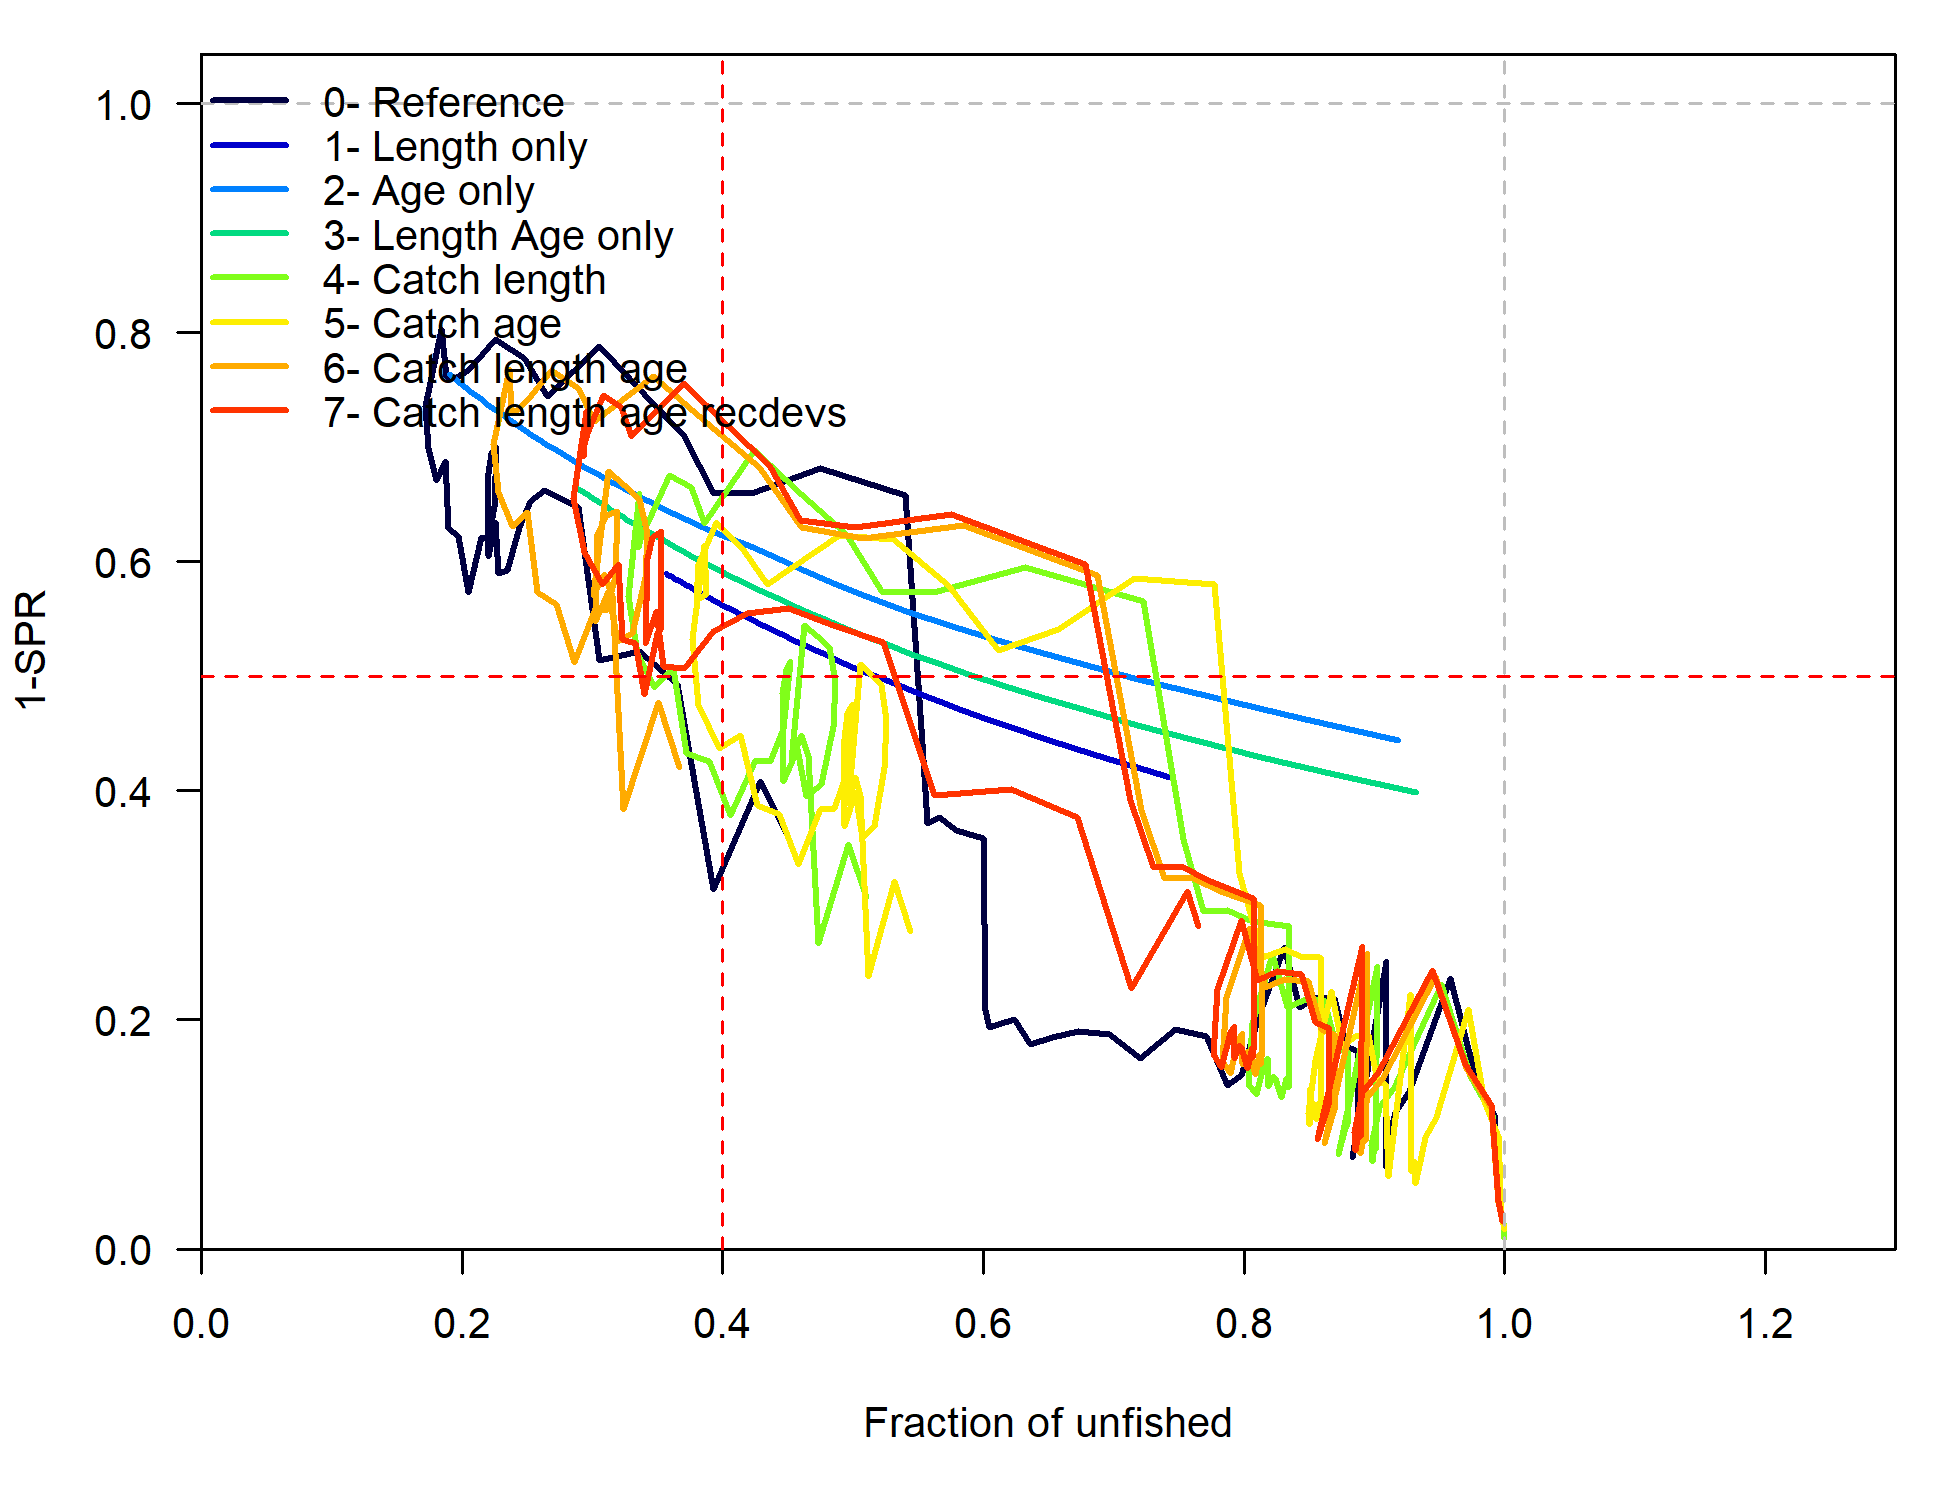 0- Reference
1- Length only
2- Age only
3- Length Age only
4- Catch length
5- Catch age
6- Catch length age
7- Catch length age recdevs
1-SPR
1.0
0.8
0.6
0.4
0.2
0.0
0.0 0.2 0.4 0.6 0.8 1.0 1.2
Fraction of unfished